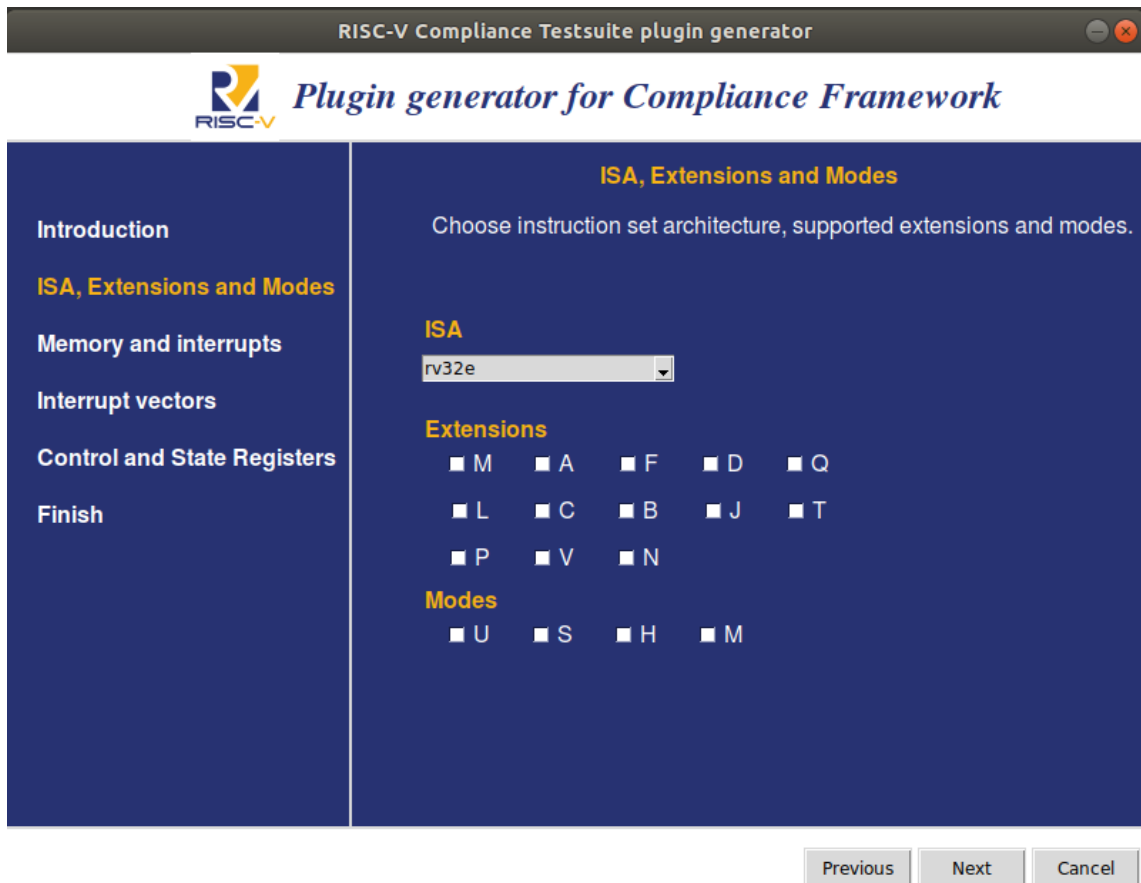 RISC-V Compliance Testsuite plugin generator
RISC-V
Plugin generator for Compliance Framework
Introduction
ISA, Extensions and Modes
Memory and interrupts
Interrupt vectors
Control and State Registers
Finish
ISA, Extensions and Modes
Choose instruction set architecture, supported extensions and modes.
ISA
rv32e
Extensions
M A F D Q
L C B J T
P V N
Modes
U S H M
Previous Next Cancel